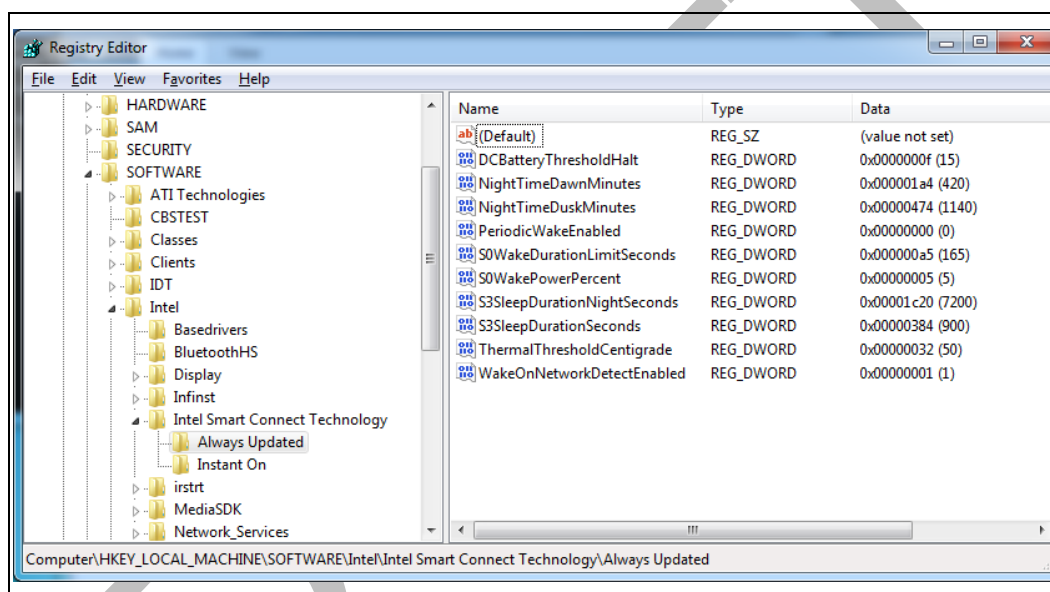 Registry Editor
File Edit View Favorites Help
HARDWARE
SAM
SECURITY
SOFTWARE
ATI Technologies
CBSTEST
Classes
Clients
IDT
Intel
Basedrivers
BluetoothHS
Display
Infinst
Intel Smart Connect Technology
Always Updated
Instant On
irstrt
MediaSDK
Network_Services
Name Type Data
(Default) REG_SZ (value not set)
DCBatteryThresholdHalt REG_DWORD 0x0000000f (15)
NightTimeDawnMinutes REG_DWORD 0x000001a4 (420)
NightTimeDuskMinutes REG_DWORD 0x00000474 (1140)
PeriodicWakeEnabled REG_DWORD 0x00000000 (0)
S0WakeDurationLimitSeconds REG_DWORD 0x000000a5 (165)
S0WakePowerPercent REG_DWORD 0x00000005 (5)
S3SleepDurationNightSeconds REG_DWORD 0x00001c20 (7200)
S3SleepDurationSeconds REG_DWORD 0x00000384 (900)
ThermalThresholdCentigrade REG_DWORD 0x00000032 (50)
WakeOnNetworkDetectEnabled REG_DWORD 0x00000001 (1)
Computer\HKEY_LOCAL_MACHINE\SOFTWARE\Intel\Intel Smart Connect Technology\Always Updated